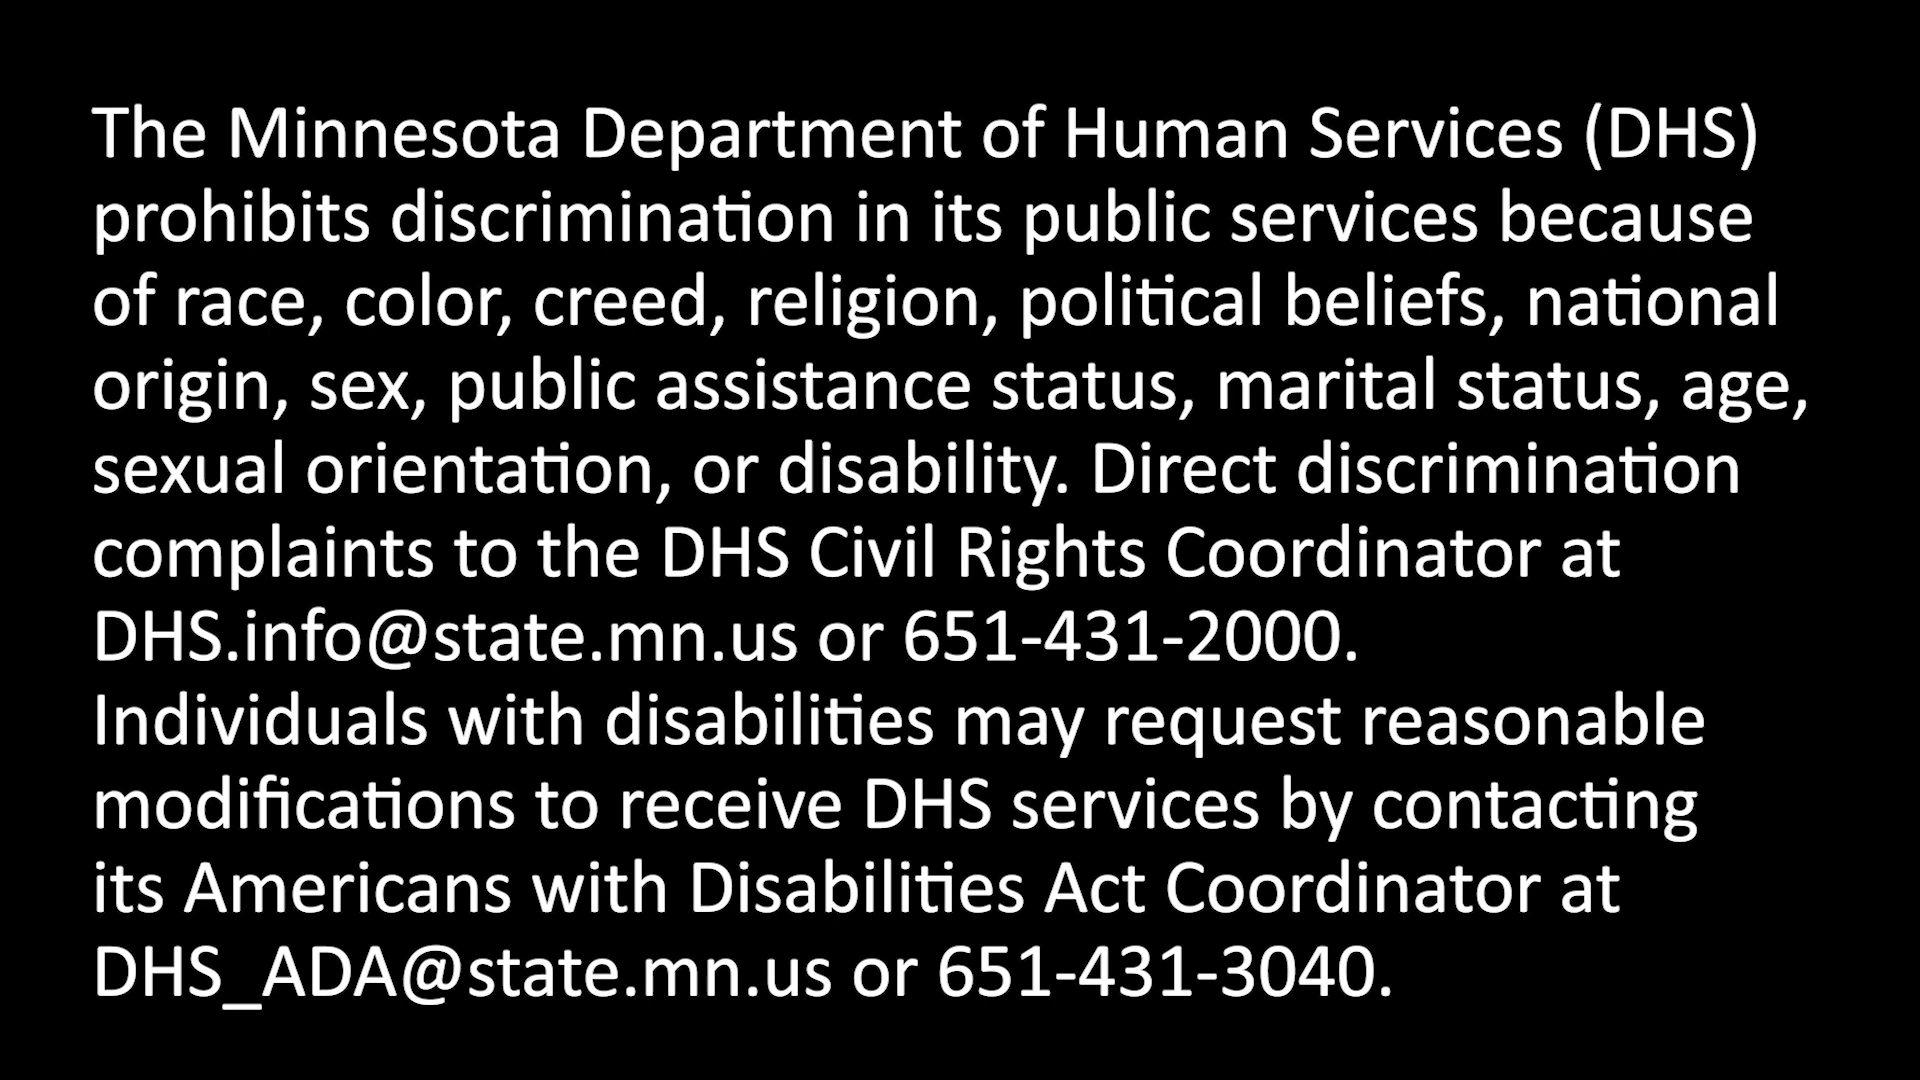 The Minnesota Department of Human Services (DHS)
prohibits discrimination in its public services because
of race, color, creed, religion, political beliefs, national
origin, sex, public assistance status, marital status, age,
sexual orientation, or disability. Direct discrimination
complaints to the DHS Civil Rights Coordinator at
DHS.info@state.mn.us or 651-431-2000.
Individuals with disabilities may request reasonable
modifications to receive DHS services by contacting
its Americans with Disabilities Act Coordinator at
DHS_ADA@state.mn.us or 651-431-3040.